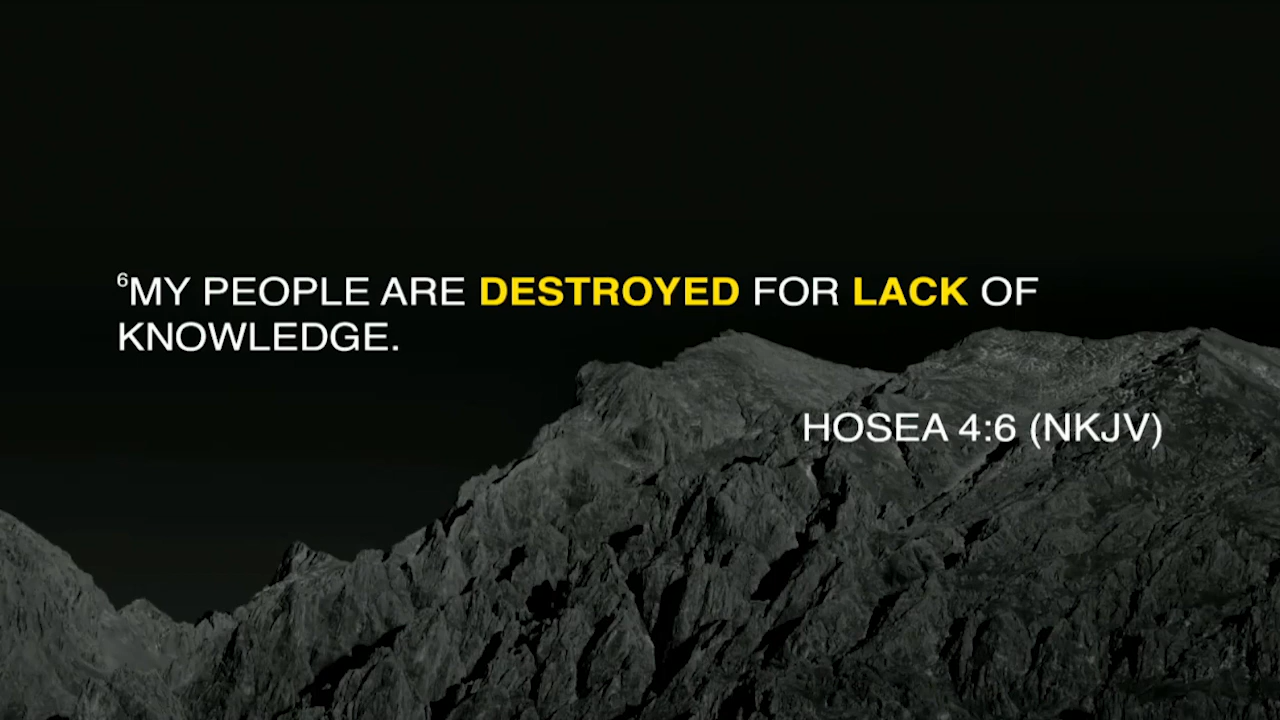 ⁶MY PEOPLE ARE DESTROYED FOR LACK OF
KNOWLEDGE.
HOSEA 4:6 (NKJV)